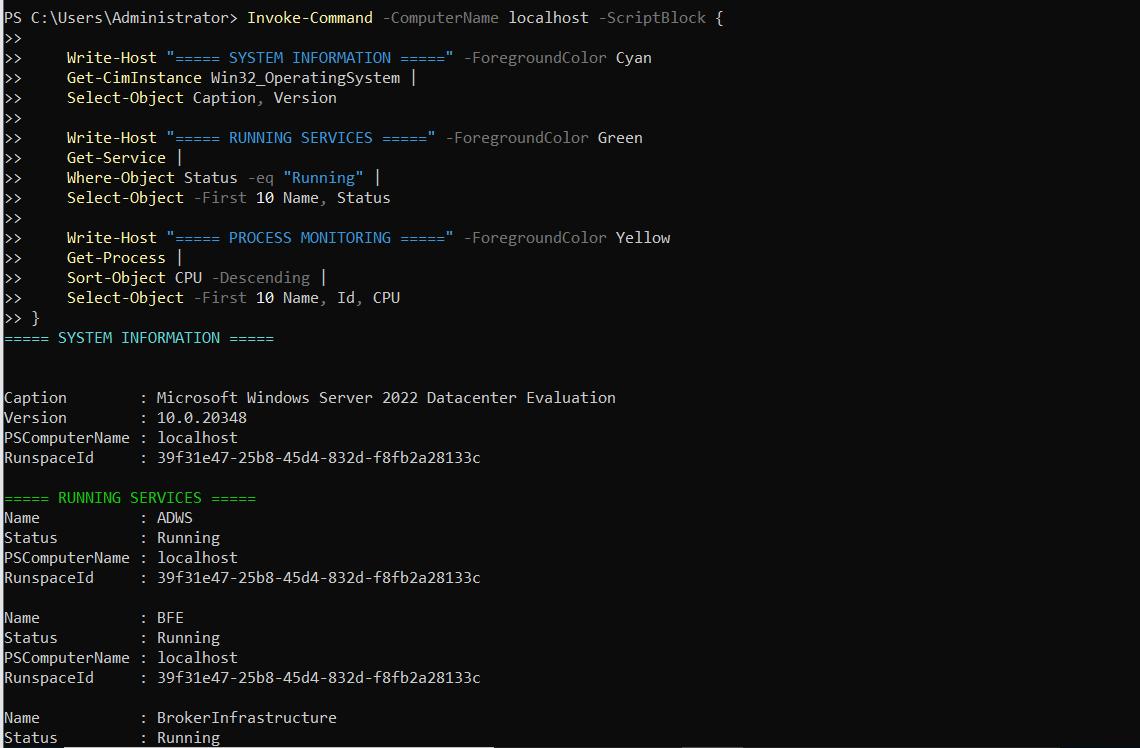 PS C:\Users\Administrator> Invoke-Command -ComputerName localhost -ScriptBlock {
>>
>>     Write-Host "===== SYSTEM INFORMATION =====" -ForegroundColor Cyan
>>     Get-CimInstance Win32_OperatingSystem |
>>     Select-Object Caption, Version
>>
>>     Write-Host "===== RUNNING SERVICES =====" -ForegroundColor Green
>>     Get-Service |
>>     Where-Object Status -eq "Running" |
>>     Select-Object -First 10 Name, Status
>>
>>     Write-Host "===== PROCESS MONITORING =====" -ForegroundColor Yellow
>>     Get-Process |
>>     Sort-Object CPU -Descending |
>>     Select-Object -First 10 Name, Id, CPU
>> }
===== SYSTEM INFORMATION =====
Caption        : Microsoft Windows Server 2022 Datacenter Evaluation
Version        : 10.0.20348
PSComputerName : localhost
RunspaceId     : 39f31e47-25b8-45d4-832d-f8fb2a28133c
===== RUNNING SERVICES =====
Name           : ADWS
Status         : Running
PSComputerName : localhost
RunspaceId     : 39f31e47-25b8-45d4-832d-f8fb2a28133c
Name           : BFE
Status         : Running
PSComputerName : localhost
RunspaceId     : 39f31e47-25b8-45d4-832d-f8fb2a28133c
Name           : BrokerInfrastructure
Status         : Running